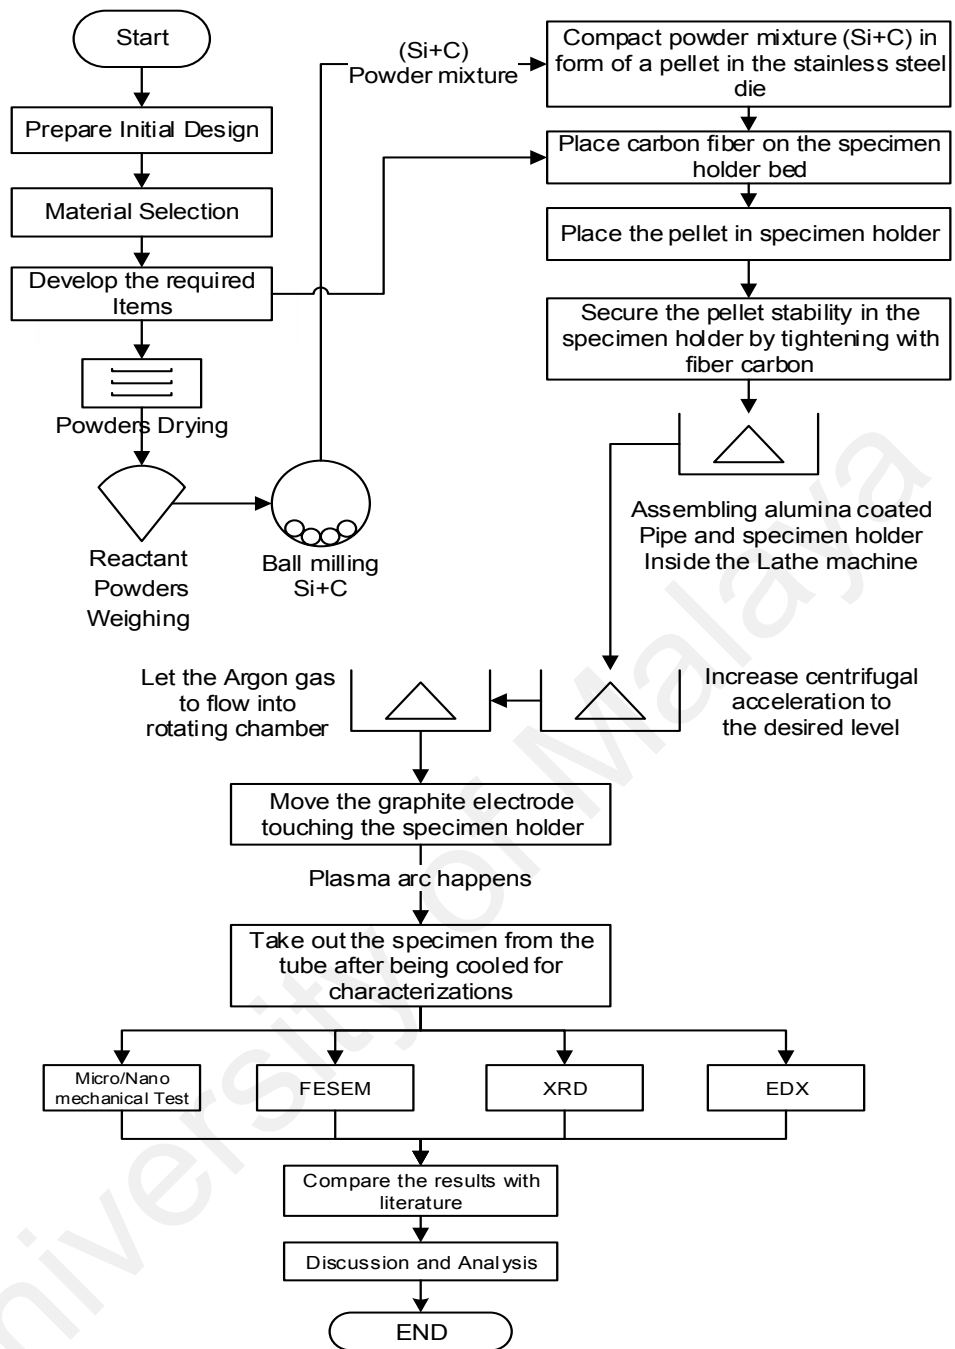 Start
Prepare Initial Design
Material Selection
Develop the required
Items
Powders Drying
Reactant
Powders
Weighing
Ball milling
Si+C
(Si+C)
Powder mixture
Compact powder mixture (Si+C) in
form of a pellet in the stainless steel
die
Place carbon fiber on the specimen
holder bed
Place the pellet in specimen holder
Secure the pellet stability in the
specimen holder by tightening with
fiber carbon
Assembling alumina coated
Pipe and specimen holder
Inside the Lathe machine
Increase centrifugal
acceleration to
the desired level
Let the Argon gas
to flow into
rotating chamber
Move the graphite electrode
touching the specimen holder
Plasma arc happens
Take out the specimen from the
tube after being cooled for
characterizations
Micro/Nano
mechanical Test
FESEM
XRD
EDX
Compare the results with
literature
Discussion and Analysis
END
University of Malaya